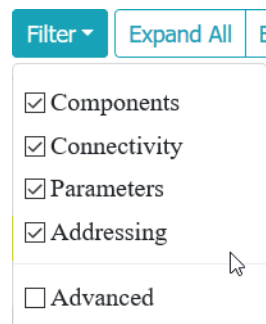 Filter Expand All
Components
Connectivity
Parameters
Addressing
Advanced